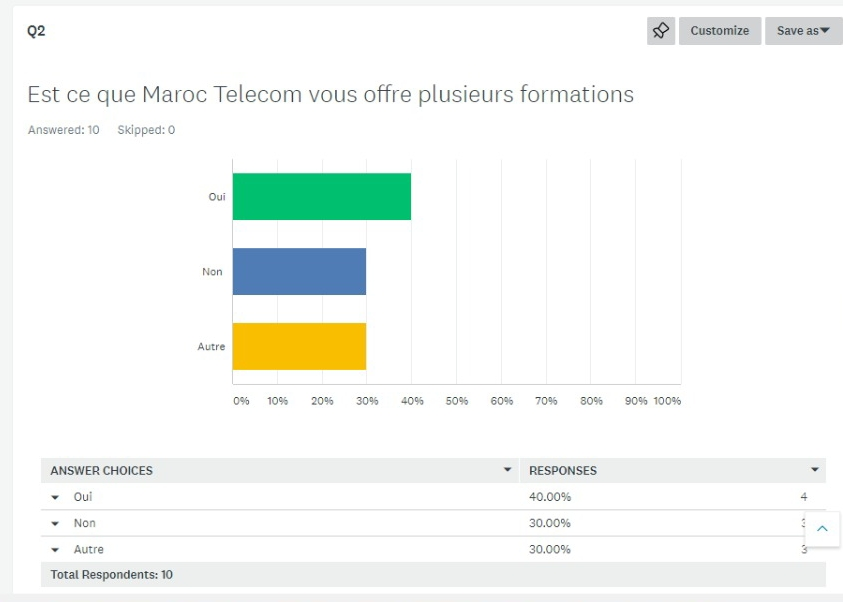 Q2
Customize
Save as
Est ce que Maroc Telecom vous offre plusieurs formations
Answered: 10 Skipped: 0
Oui
Non
Autre
0% 10% 20% 30% 40% 50% 60% 70% 80% 90% 100%
ANSWER CHOICES RESPONSES
Oui 40.00% 4
Non 30.00% 3
Autre 30.00% 3
Total Respondents: 10